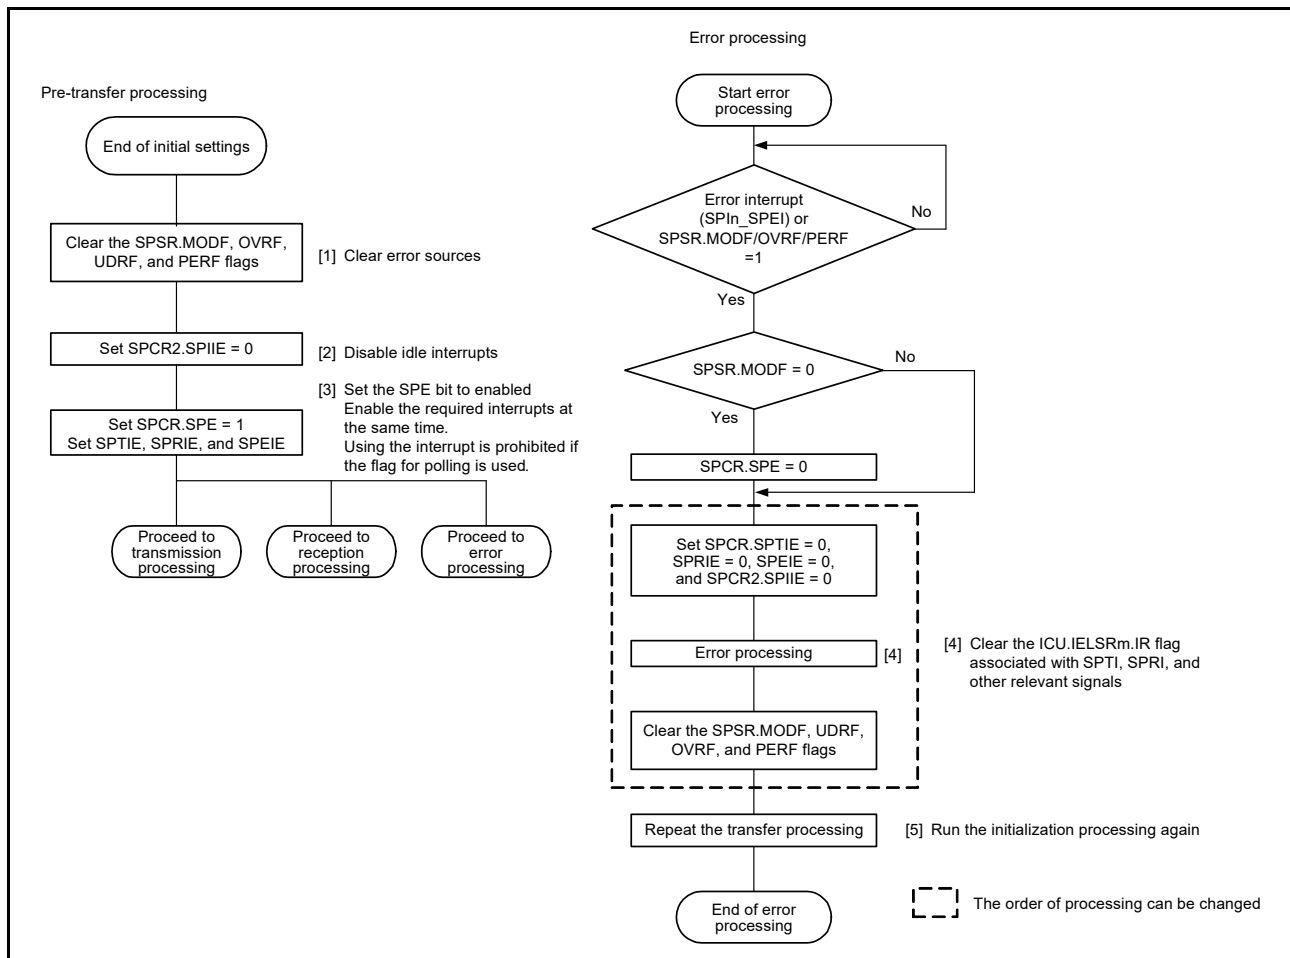 Pre-transfer processing
End of initial settings
Clear the SPSR.MODF, OVRF,
UDRF, and PERF flags
[1] Clear error sources
Set SPCR2.SPIIE = 0
[2] Disable idle interrupts
[3] Set the SPE bit to enabled
Enable the required interrupts at
the same time.
Using the interrupt is prohibited if
the flag for polling is used.
Set SPCR.SPE = 1
Set SPTIE, SPRIE, and SPEIE
Proceed to
transmission
processing
Proceed to
reception
processing
Proceed to
error
processing
Error processing
Start error
processing
Error interrupt
(SPIn_SPEI) or
SPSR.MODF/OVRF/PERF
=1
No
Yes
SPSR.MODF = 0
No
Yes
SPCR.SPE = 0
Set SPCR.SPTIE = 0,
SPRIE = 0, SPEIE = 0,
and SPCR2.SPIIE = 0
Error processing
[4]
[4] Clear the ICU.IELSRm.IR flag
associated with SPTI, SPRI, and
other relevant signals
Clear the SPSR.MODF, UDRF,
OVRF, and PERF flags
Repeat the transfer processing
[5] Run the initialization processing again
End of error
processing
The order of processing can be changed